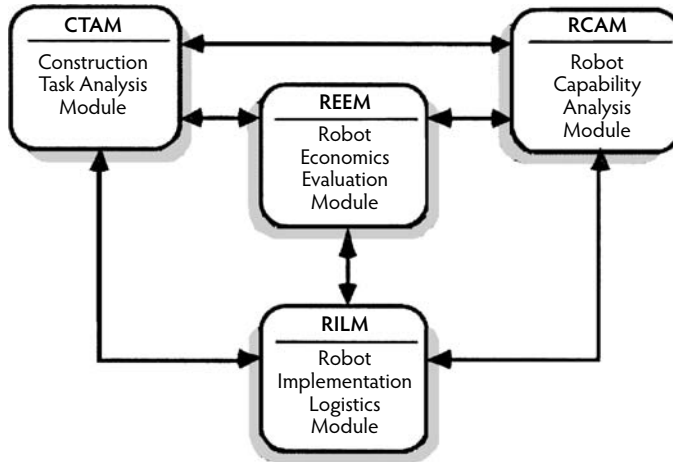 CTAM
Construction
Task Analysis
Module
RCAM
Robot
Capability
Analysis
Module
REEM
Robot
Economics
Evaluation
Module
RILM
Robot
Implementation
Logistics
Module